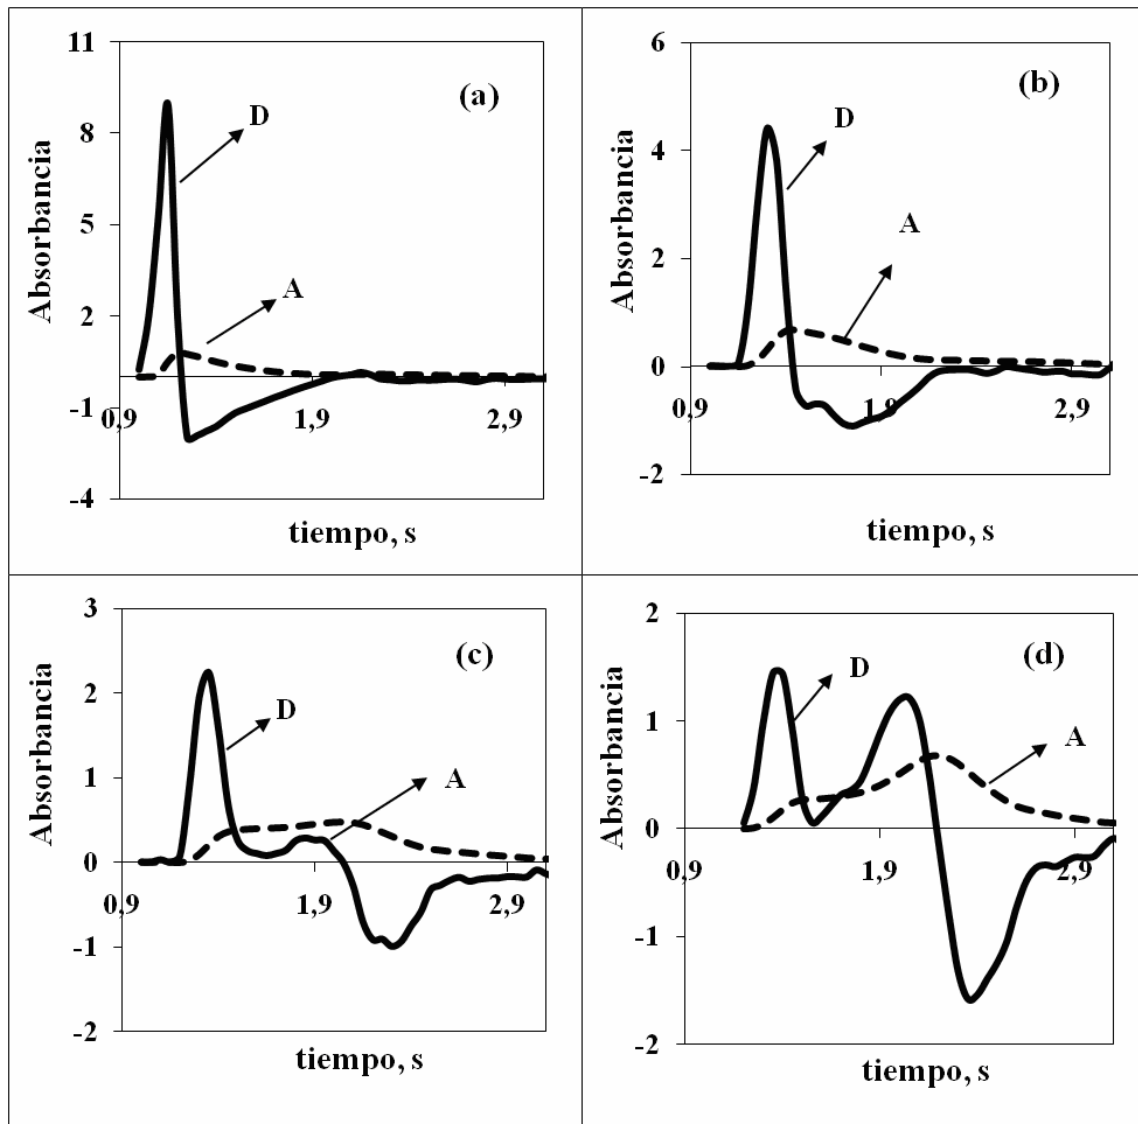 11
8
5
2
-1
-4
Absorbancia
(a)
D
A
0,9
1,9
2,9
tiempo, s
6
4
2
0
-2
Absorbancia
(b)
D
A
0,9
1,9
2,9
tiempo, s
3
2
1
0
-1
-2
Absorbancia
(c)
D
A
0,9
1,9
2,9
tiempo, s
2
1
0
-1
-2
Absorbancia
(d)
D
A
0,9
1,9
2,9
tiempo, s